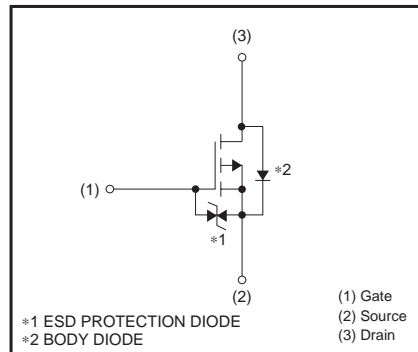 (3)
∗2
(1)
∗1
(2)
∗1 ESD PROTECTION DIODE
∗2 BODY DIODE
(1) Gate
(2) Source
(3) Drain